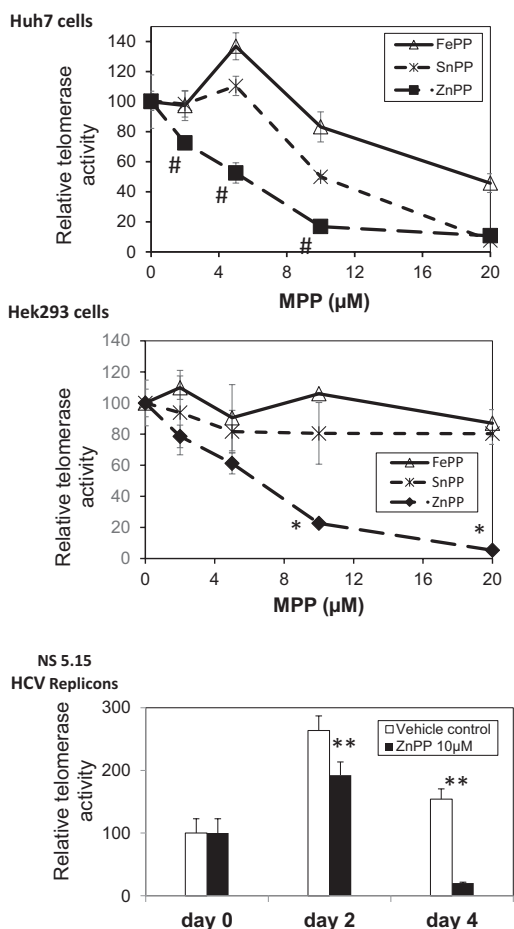 Huh7 cells
Relative telomerase
activity
140
120
100
80
60
40
20
0
FePP
SnPP
ZnPP
#
#
#
0 4 8 12 16 20
MPP (µM)
Hek293 cells
Relative telomerase
activity
140
120
100
80
60
40
20
0
FePP
SnPP
ZnPP
*
*
0 4 8 12 16 20
MPP (µM)
NS 5.15
HCV Replicons
Relative telomerase
activity
300
200
100
0
Vehicle control
ZnPP 10µM
**
**
day 0 day 2 day 4